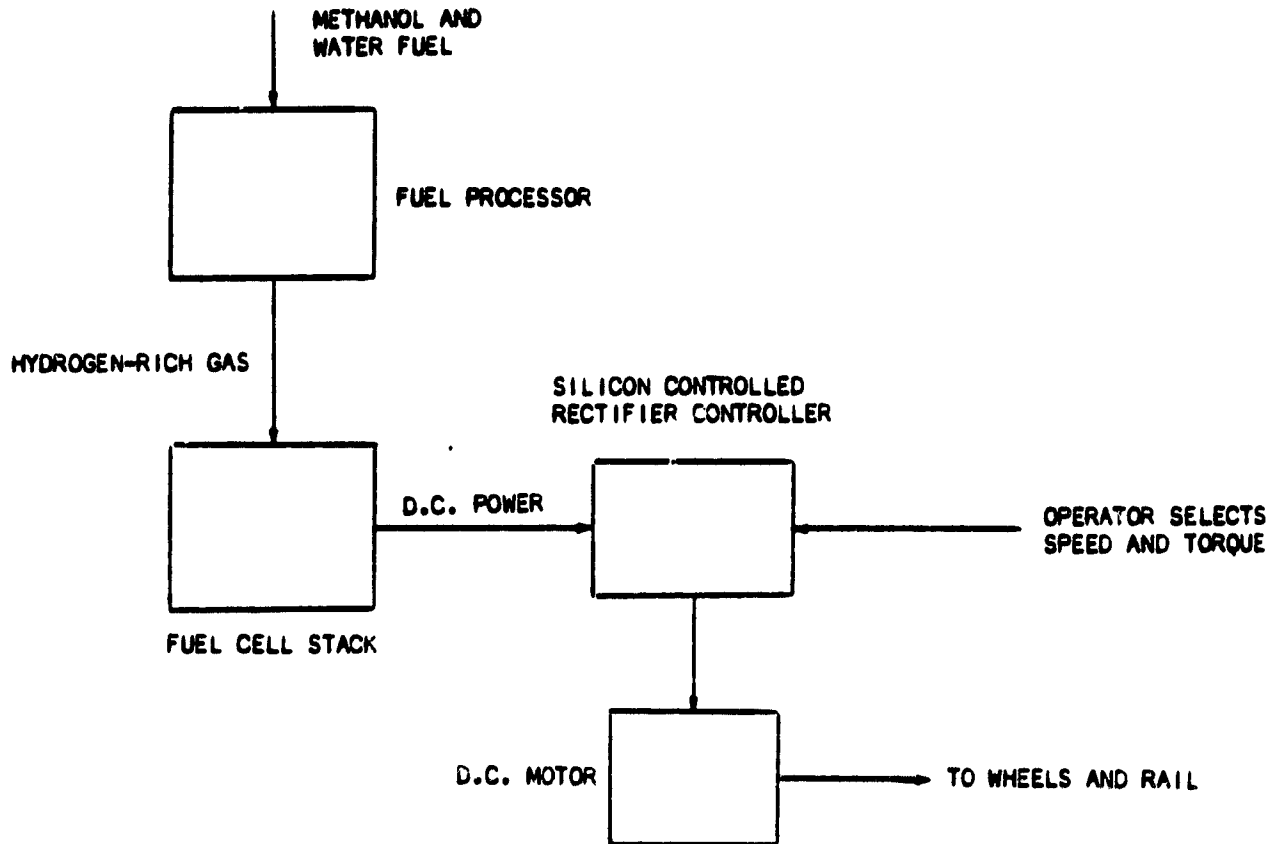 METHANOL AND
WATER FUEL
FUEL PROCESSOR
HYDROGEN-RICH GAS
SILICON CONTROLLED
RECTIFIER CONTROLLER
D.C. POWER
OPERATOR SELECTS
SPEED AND TORQUE
FUEL CELL STACK
D.C. MOTOR
TO WHEELS AND RAIL